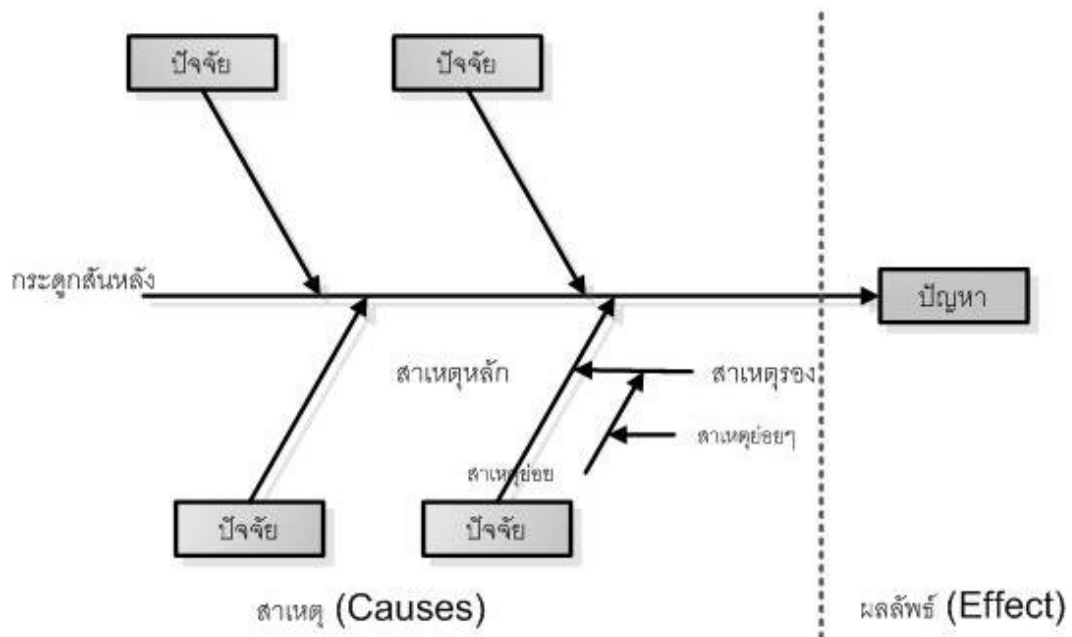 ปัจจัย
ปัจจัย
กระดูกสันหลัง
ปัญหา
สาเหตุหลัก
สาเหตุรอง
สาเหตุย่อยๆ
สาเหตุย่อย
ปัจจัย
ปัจจัย
สาเหตุ (Causes)
ผลลัพธ์ (Effect)